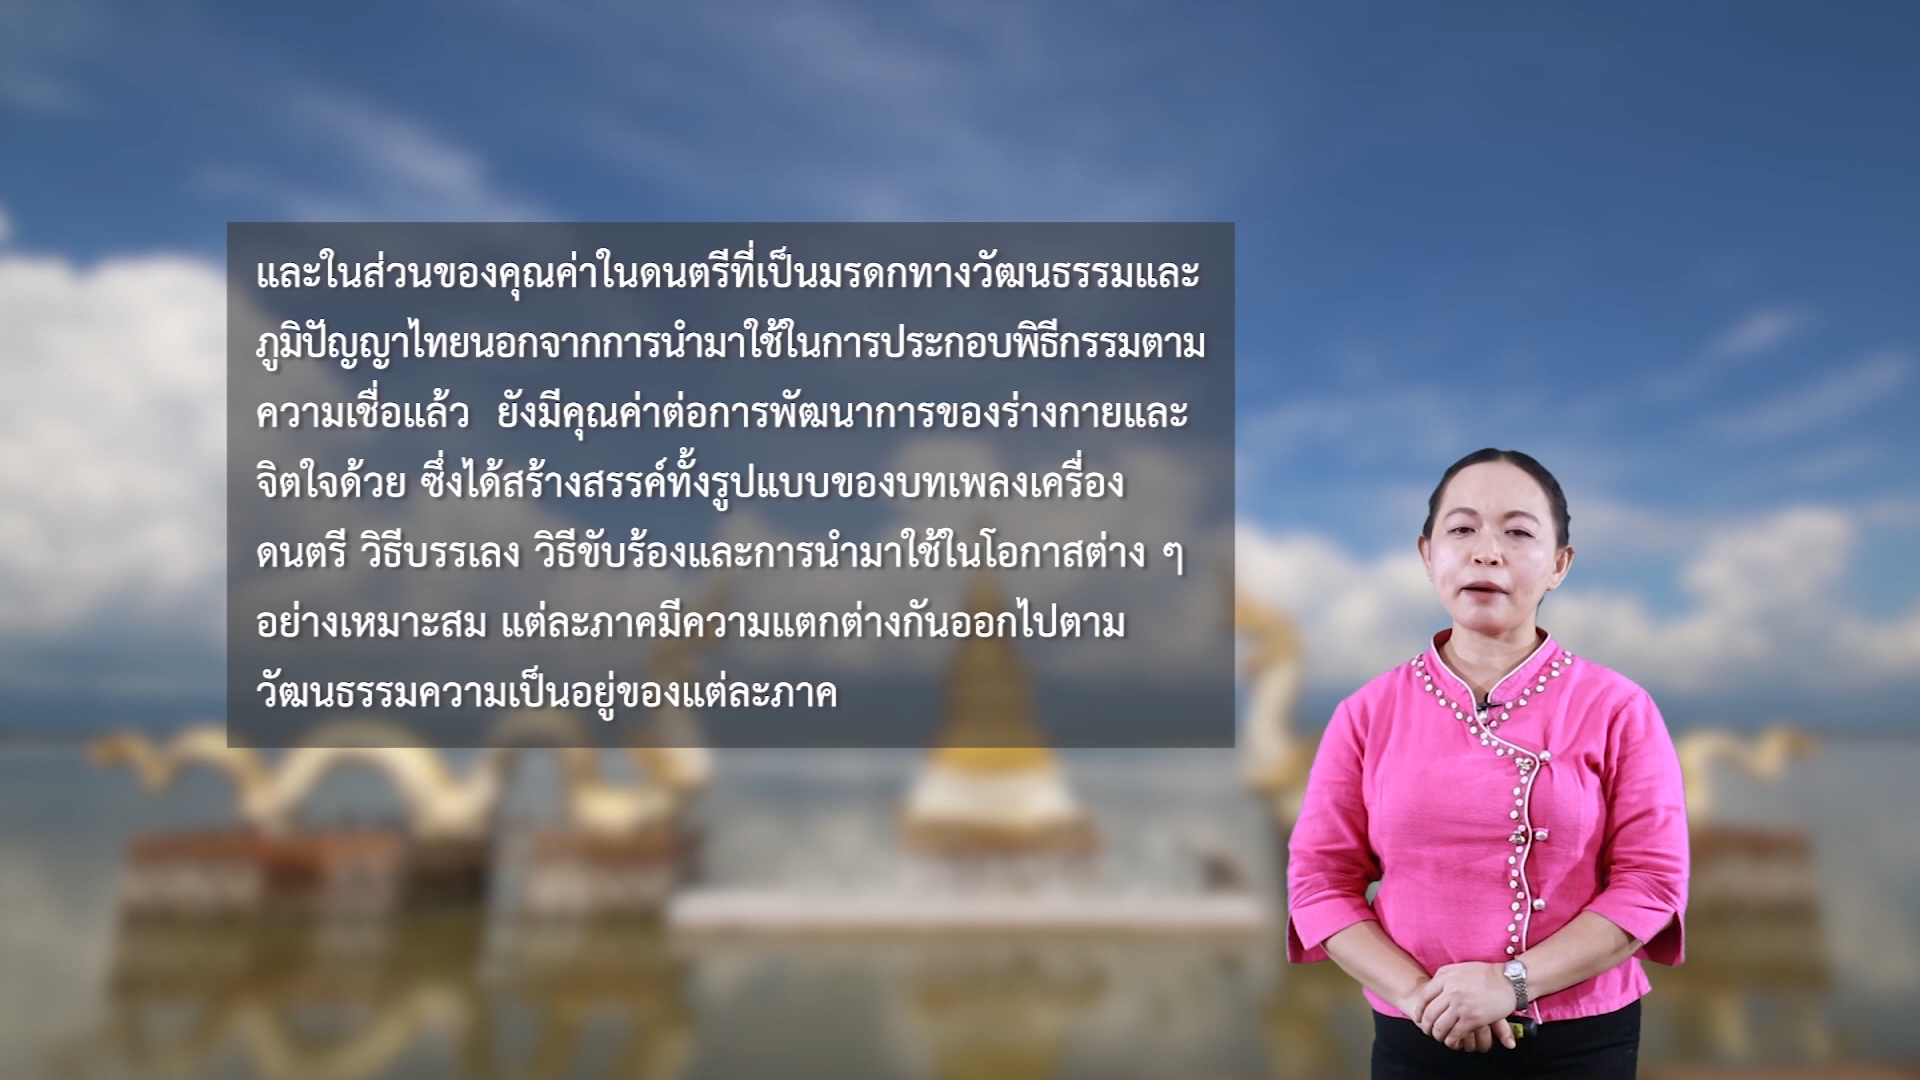 และในส่วนของคุณค่าในดนตรีที่เป็นมรดกทางวัฒนธรรมและ
ภูมิปัญญาไทยนอกจากการนำมาใช้ในการประกอบพิธีกรรมตาม
ความเชื่อแล้ว ยังมีคุณค่าต่อการพัฒนาการของร่างกายและ
จิตใจด้วย ซึ่งได้สร้างสรรค์ทั้งรูปแบบของบทเพลงเครื่อง
ดนตรี วิธีบรรเลง วิธีขับร้องและการนำมาใช้ในโอกาสต่าง ๆ
อย่างเหมาะสม แต่ละภาคมีความแตกต่างกันออกไปตาม
วัฒนธรรมความเป็นอยู่ของแต่ละภาค